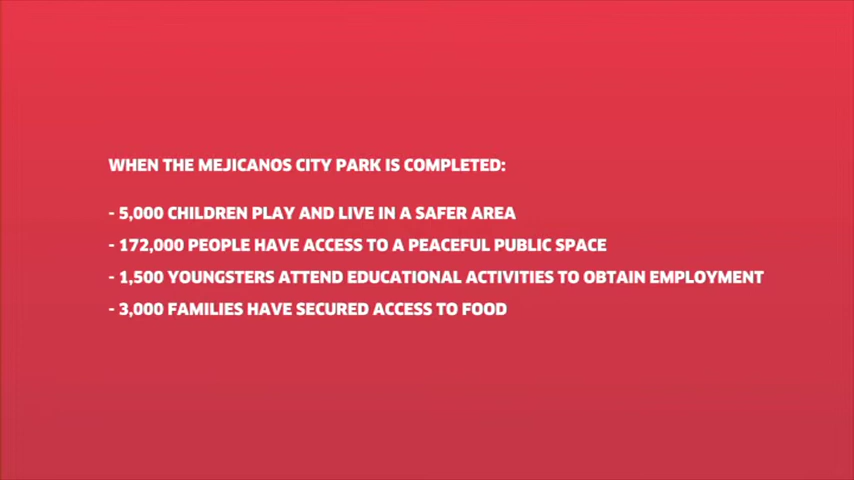 WHEN THE MEJICANOS CITY PARK IS COMPLETED:
- 5,000 CHILDREN PLAY AND LIVE IN A SAFER AREA
- 172,000 PEOPLE HAVE ACCESS TO A PEACEFUL PUBLIC SPACE
- 1,500 YOUNGSTERS ATTEND EDUCATIONAL ACTIVITIES TO OBTAIN EMPLOYMENT
- 3,000 FAMILIES HAVE SECURED ACCESS TO FOOD